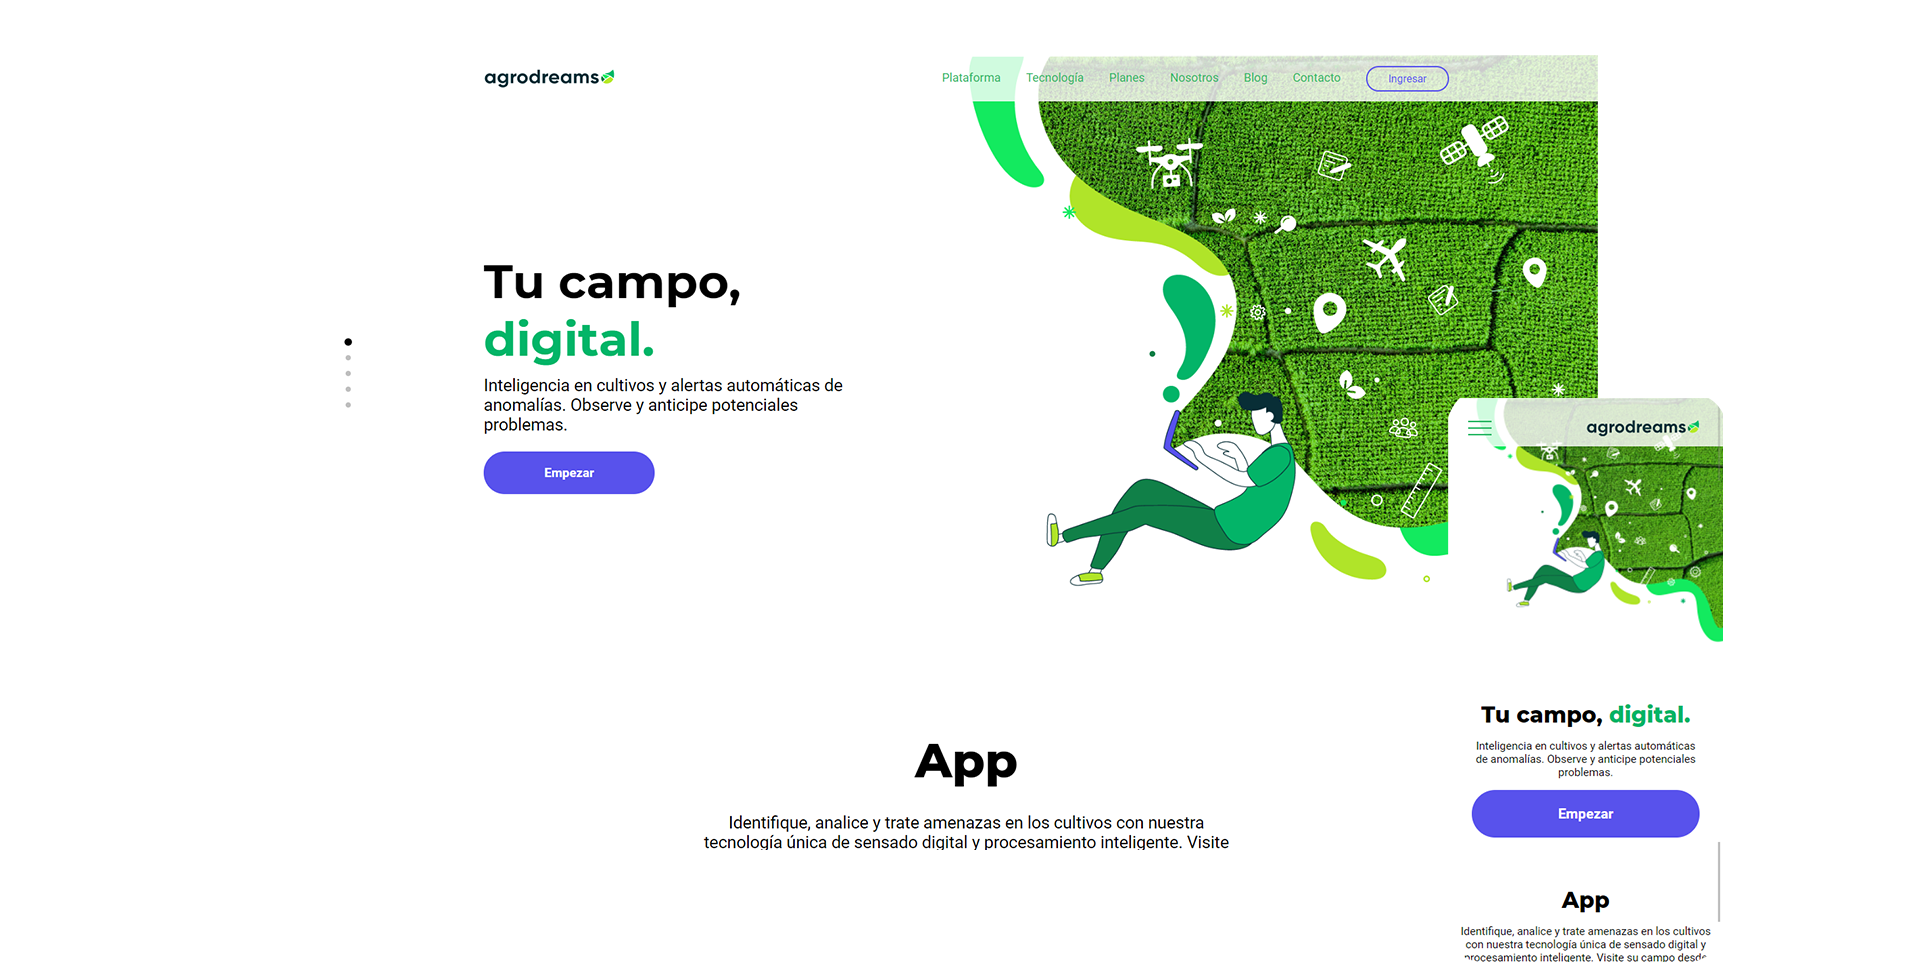 agrodreams
Plataforma Tecnología Planes Nosotros Blog Contacto Ingresar
Tu campo,
digital.
Inteligencia en cultivos y alertas automáticas de
anomalías. Observe y anticipe potenciales
problemas.
Empezar
App
Identifique, analice y trate amenazas en los cultivos con nuestra
tecnología única de sensado digital y procesamiento inteligente. Visite
agrodreams
Tu campo, digital.
Inteligencia en cultivos y alertas automáticas
de anomalías. Observe y anticipe potenciales
problemas.
Empezar
App
Identifique, analice y trate amenazas en los cultivos
con nuestra tecnología única de sensado digital y
procesamiento inteligente. Visite su campo desde